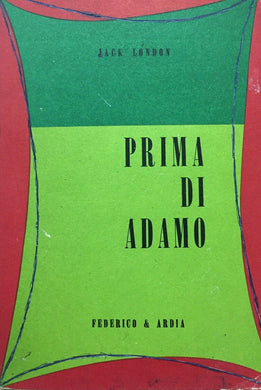 JACK LONDON
PRIMA
DI
ADAMO
FEDERICO & ARDIA